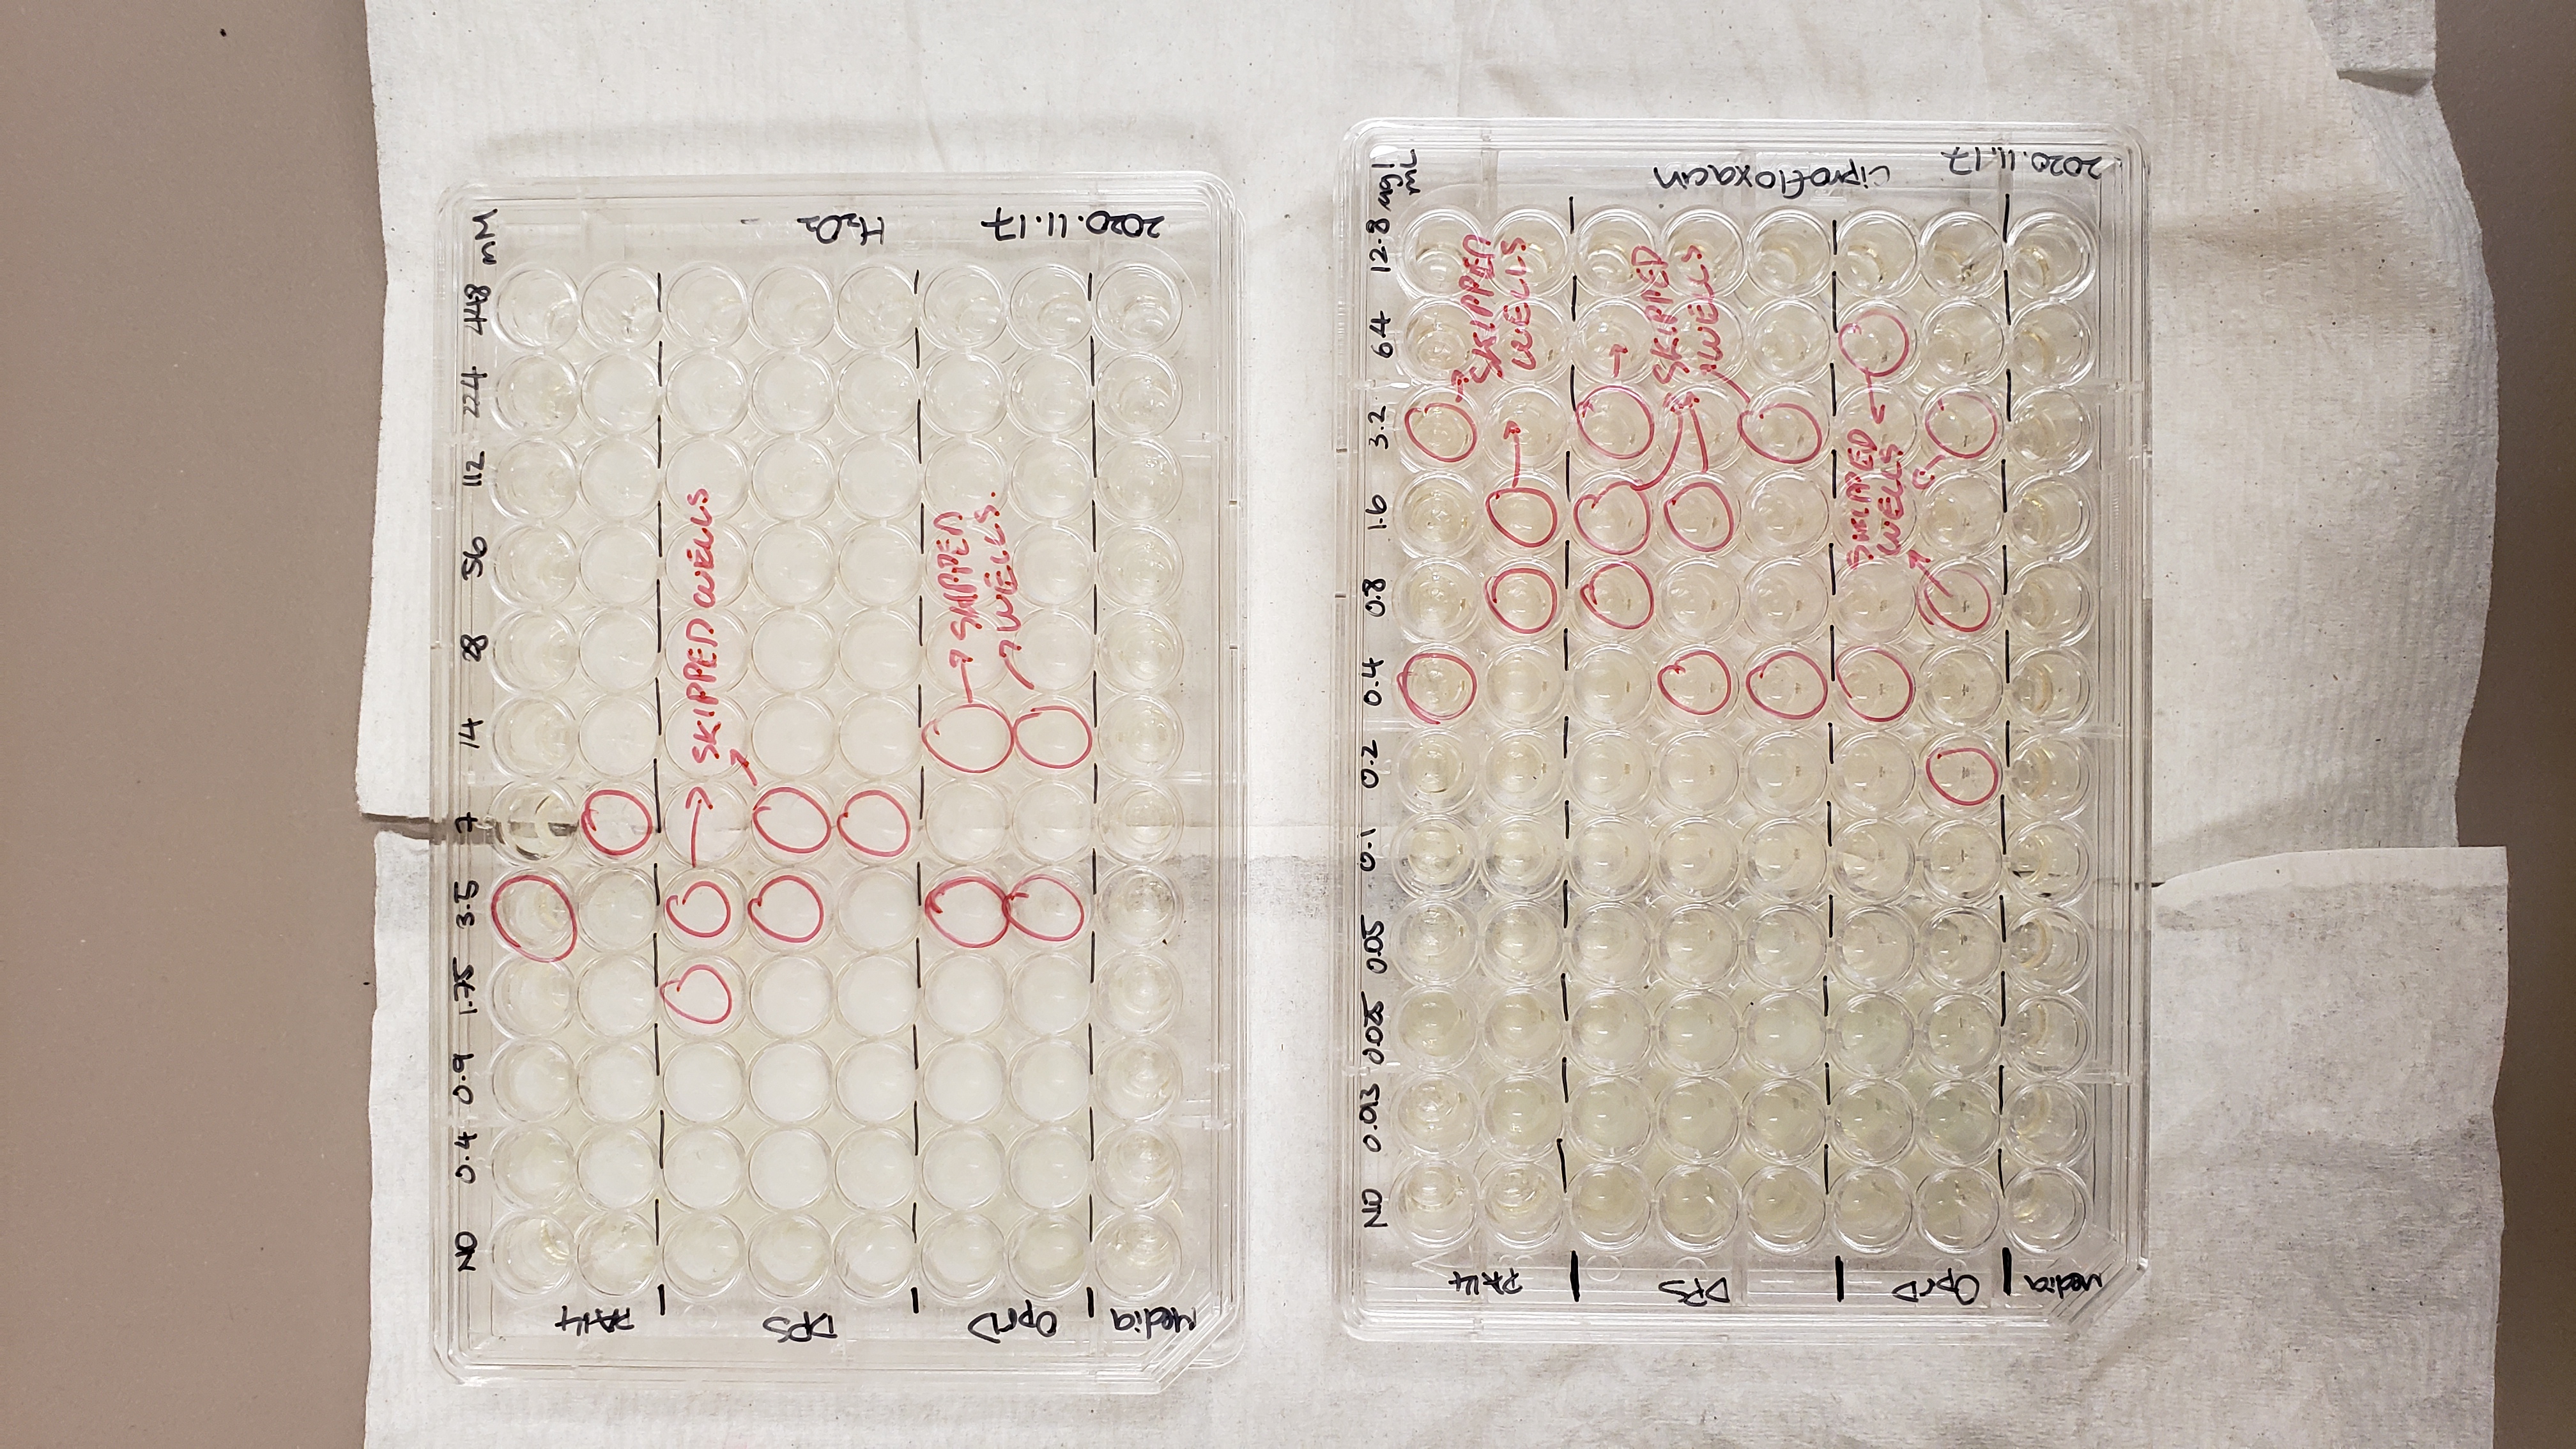 NO 0.4 0.9 1.75 3.5 7 14 28 56 112 224 448 mM
PA14
DPS
OprD
Media
SKIPPED WELLS
SKIPPED
WELLS.
H₂O₂
2020.11.17
NO 0.013 0.025 0.05 0.1 0.2 0.4 0.8 1.6 3.2 6.4 12.8 ug/
mL
PA14
DPS
OprD
Media
SKIPPED
WELLS
SKIPPED
WELLS
SKIPPED
WELLS
Ciprofloxacin
2020.11.17